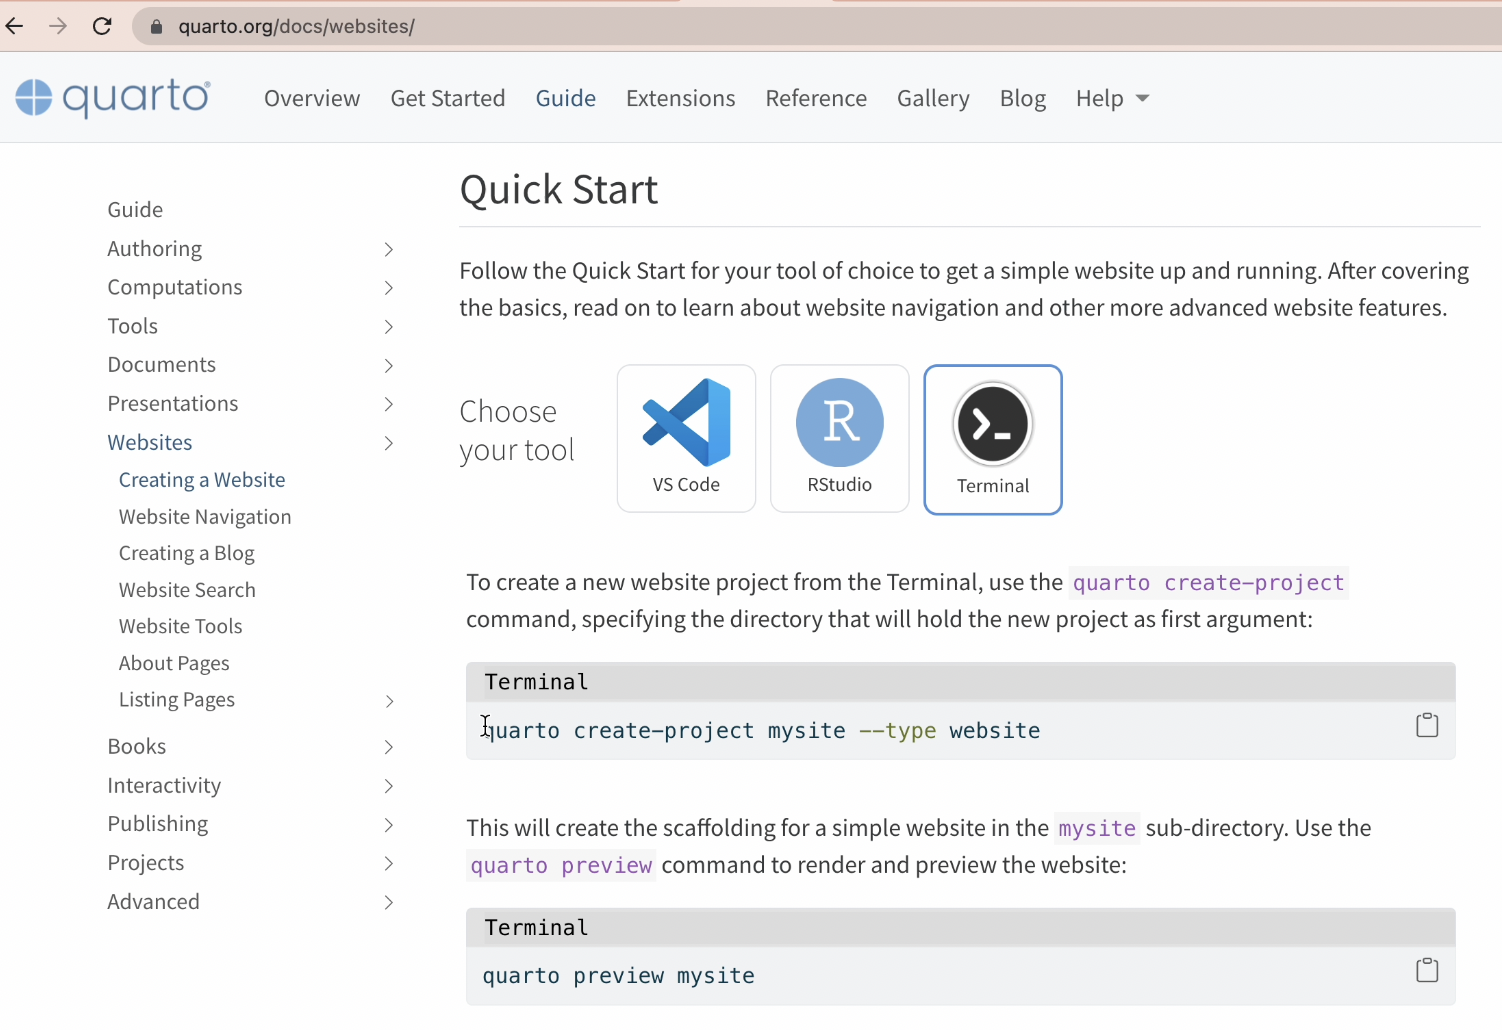 quarto.org/docs/websites/
quarto®
Overview Get Started Guide Extensions Reference Gallery Blog Help
Guide
Authoring
Computations
Tools
Documents
Presentations
Websites
Creating a Website
Website Navigation
Creating a Blog
Website Search
Website Tools
About Pages
Listing Pages
Books
Interactivity
Publishing
Projects
Advanced
Quick Start
Follow the Quick Start for your tool of choice to get a simple website up and running. After covering
the basics, read on to learn about website navigation and other more advanced website features.
Choose
your tool
VS Code
R
RStudio
Terminal
To create a new website project from the Terminal, use the quarto create-project
command, specifying the directory that will hold the new project as first argument:
Terminal
quarto create-project mysite --type website
This will create the scaffolding for a simple website in the mysite sub-directory. Use the
quarto preview command to render and preview the website:
Terminal
quarto preview mysite